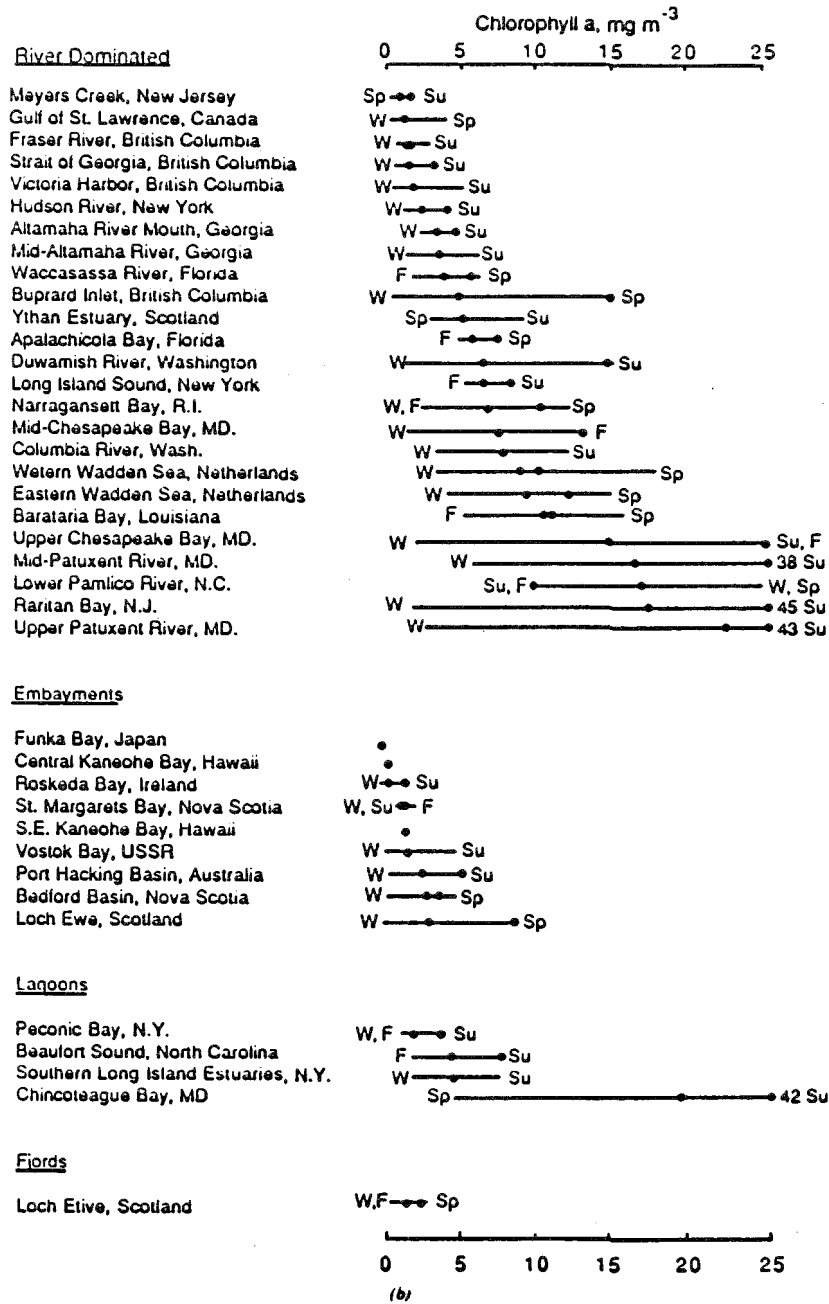 Chlorophyll a, mg m-3
River Dominated
0 5 10 15 20 25
Meyers Creek, New Jersey Sp Su
Gulf of St. Lawrence, Canada W Sp
Fraser River, British Columbia W Su
Strait of Georgia, British Columbia W Su
Victoria Harbor, British Columbia W Su
Hudson River, New York W Su
Altamaha River Mouth, Georgia W Su
Mid-Altamaha River, Georgia W Su
Waccasassa River, Florida F Sp
Buprard Inlet, British Columbia W Sp
Ythan Estuary, Scotland Sp Su
Apalachicola Bay, Florida F Sp
Duwamish River, Washington W Su
Long Island Sound, New York F Su
Narragansett Bay, R.I. W, F Sp
Mid-Chesapeake Bay, MD. W F
Columbia River, Wash. W Su
Wetern Wadden Sea, Netherlands W Sp
Eastern Wadden Sea, Netherlands W Sp
Barataria Bay, Louisiana F Sp
Upper Chesapeake Bay, MD. W Su, F
Mid-Patuxent River, MD. W 38 Su
Lower Pamlico River, N.C. Su, F W, Sp
Raritan Bay, N.J. W 45 Su
Upper Patuxent River, MD. W 43 Su
Embayments
Funka Bay, Japan
Central Kaneohe Bay, Hawaii
Roskeda Bay, Ireland W Su
St. Margarets Bay, Nova Scotia W, Su F
S.E. Kaneohe Bay, Hawaii
Vostok Bay, USSR W Su
Port Hacking Basin, Australia W Su
Bedford Basin, Nova Scotia W Sp
Loch Ewe, Scotland W Sp
Lagoons
Peconic Bay, N.Y. W, F Su
Beaufort Sound, North Carolina F Su
Southern Long Island Estuaries, N.Y. W Su
Chincoteague Bay, MD Sp 42 Su
Fjords
Loch Etive, Scotland W,F Sp
0 5 10 15 20 25
(b)